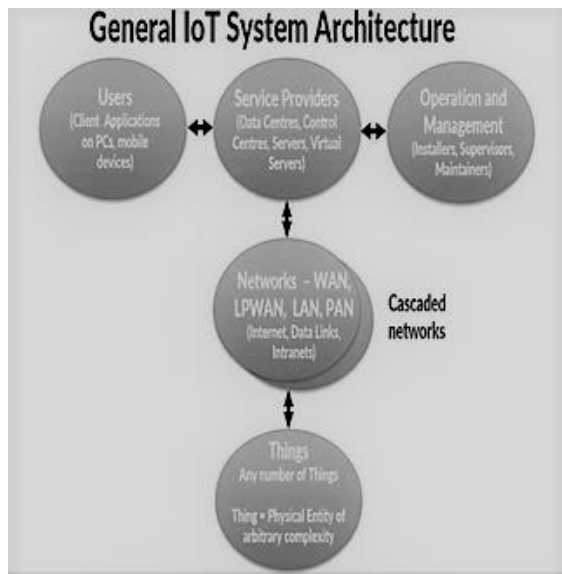 General IoT System Architecture
Users
(Client Applications
on PCs, mobile
devices)
Service Providers
(Data Centres, Control
Centres, Servers, Virtual
Servers)
Operation and
Management
(Installers, Supervisors,
Maintainers)
Networks – WAN,
LPWAN, LAN, PAN
(Internet, Data Links,
Intranets)
Cascaded
networks
Things
Any number of Things
Thing = Physical Entity of
arbitrary complexity